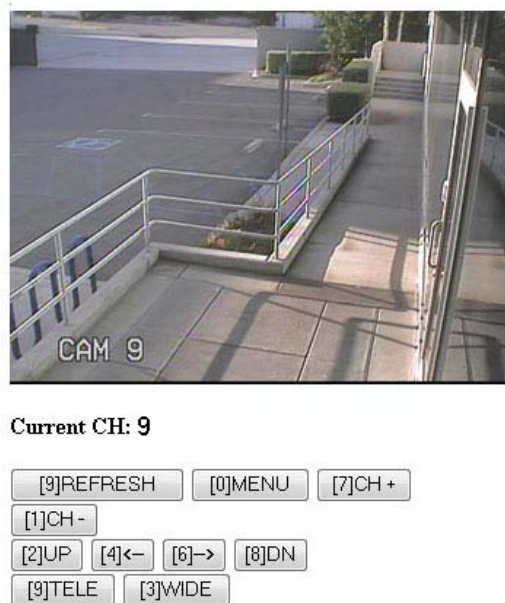 CAM 9
Current CH: 9
[9]REFRESH [0]MENU [7]CH +
[1]CH -
[2]UP [4]<– [6]–> [8]DN
[9]TELE [3]WIDE